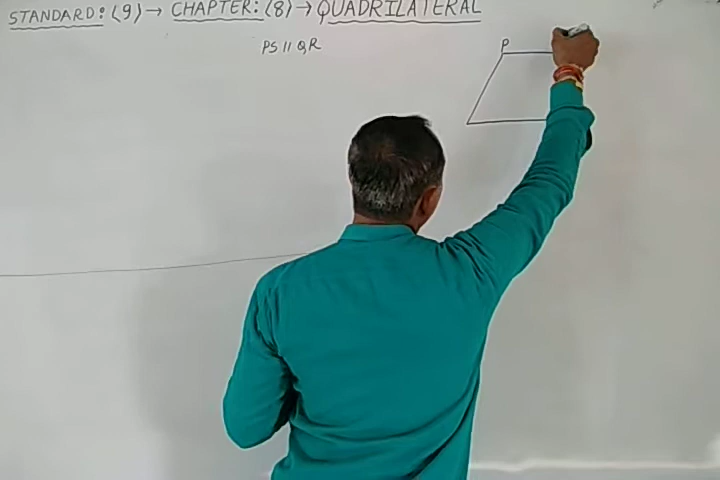 STANDARD: (9) → CHAPTER: (8) → QUADRILATERAL
PS || QR
P